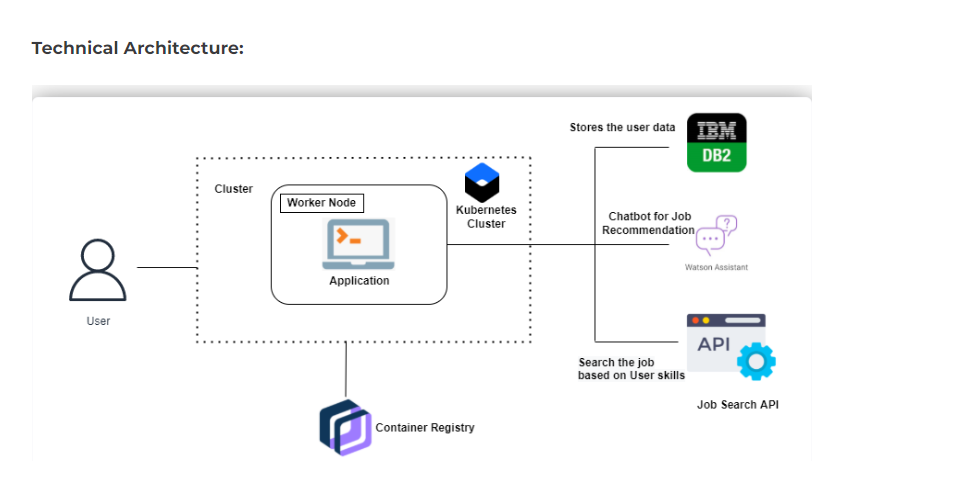 Technical Architecture:
Stores the user data
IBM
DB2
Cluster
Worker Node
Kubernetes
Cluster
Application
Chatbot for Job
Recommendation
?
Watson Assistant
User
API
Search the job
based on User skills
Job Search API
Container Registry